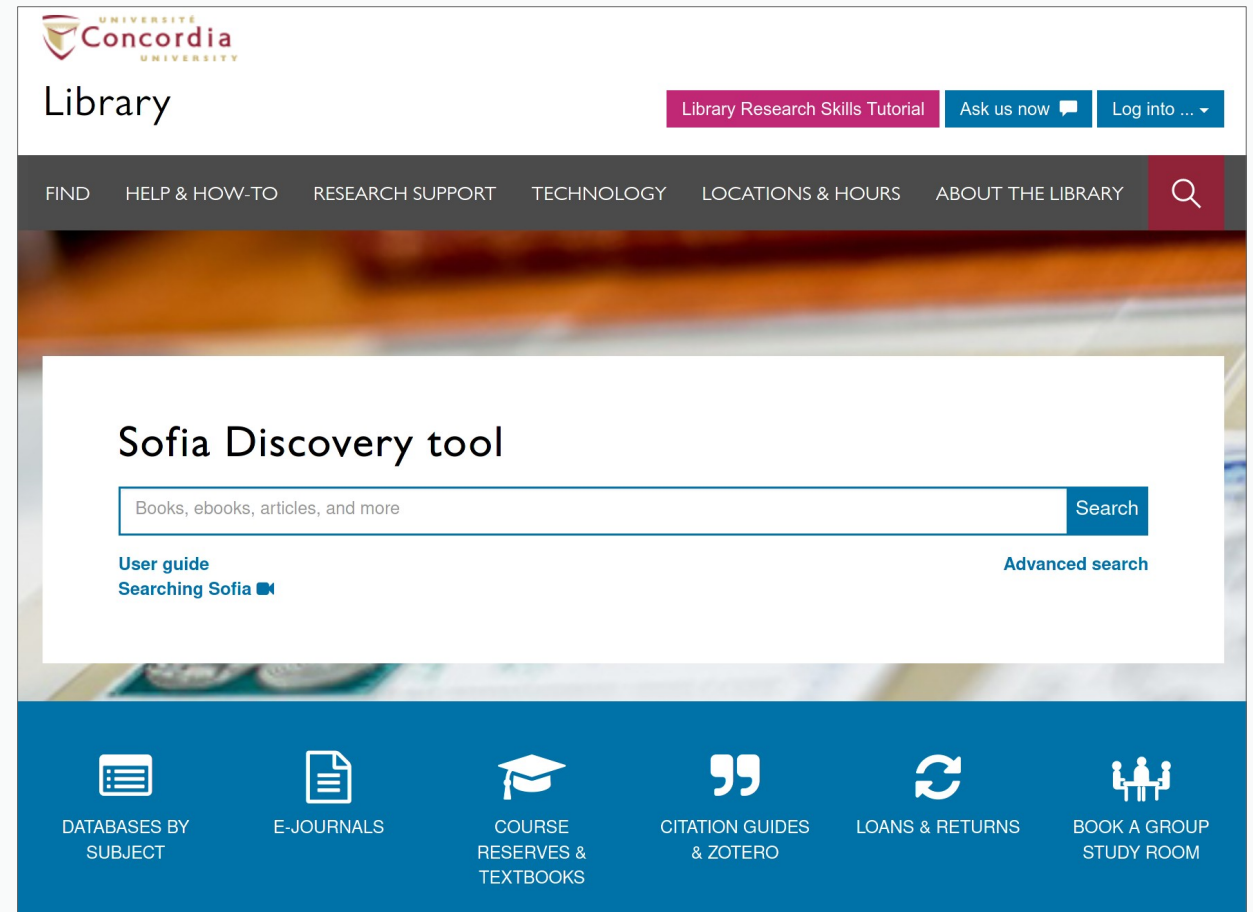 UNIVERSITÉ
Concordia
UNIVERSITY
Library
Library Research Skills Tutorial
Ask us now
Log into ...
FIND
HELP & HOW-TO
RESEARCH SUPPORT
TECHNOLOGY
LOCATIONS & HOURS
ABOUT THE LIBRARY
Sofia Discovery tool
Books, ebooks, articles, and more
Search
User guide
Advanced search
Searching Sofia
DATABASES BY
SUBJECT
E-JOURNALS
COURSE
RESERVES &
TEXTBOOKS
CITATION GUIDES
& ZOTERO
LOANS & RETURNS
BOOK A GROUP
STUDY ROOM